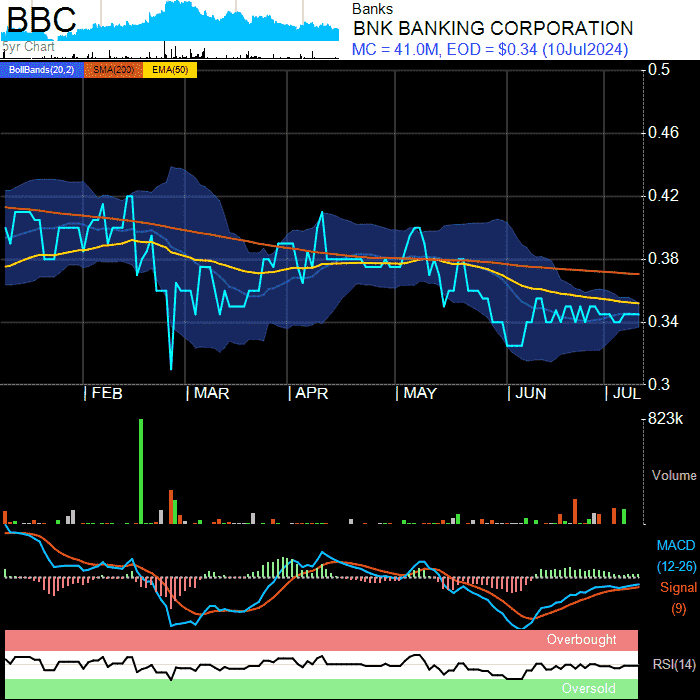 BBC
5yr Chart
Banks
BNK BANKING CORPORATION
MC = 41.0M, EOD = $0.34 (10Jul2024)
BollBands(20,2) SMA(200) EMA(50)
0.5
0.46
0.42
0.38
0.34
0.3
FEB MAR APR MAY JUN JUL
823k
Volume
MACD
(12-26)
Signal
(9)
Overbought
RSI(14)
Oversold